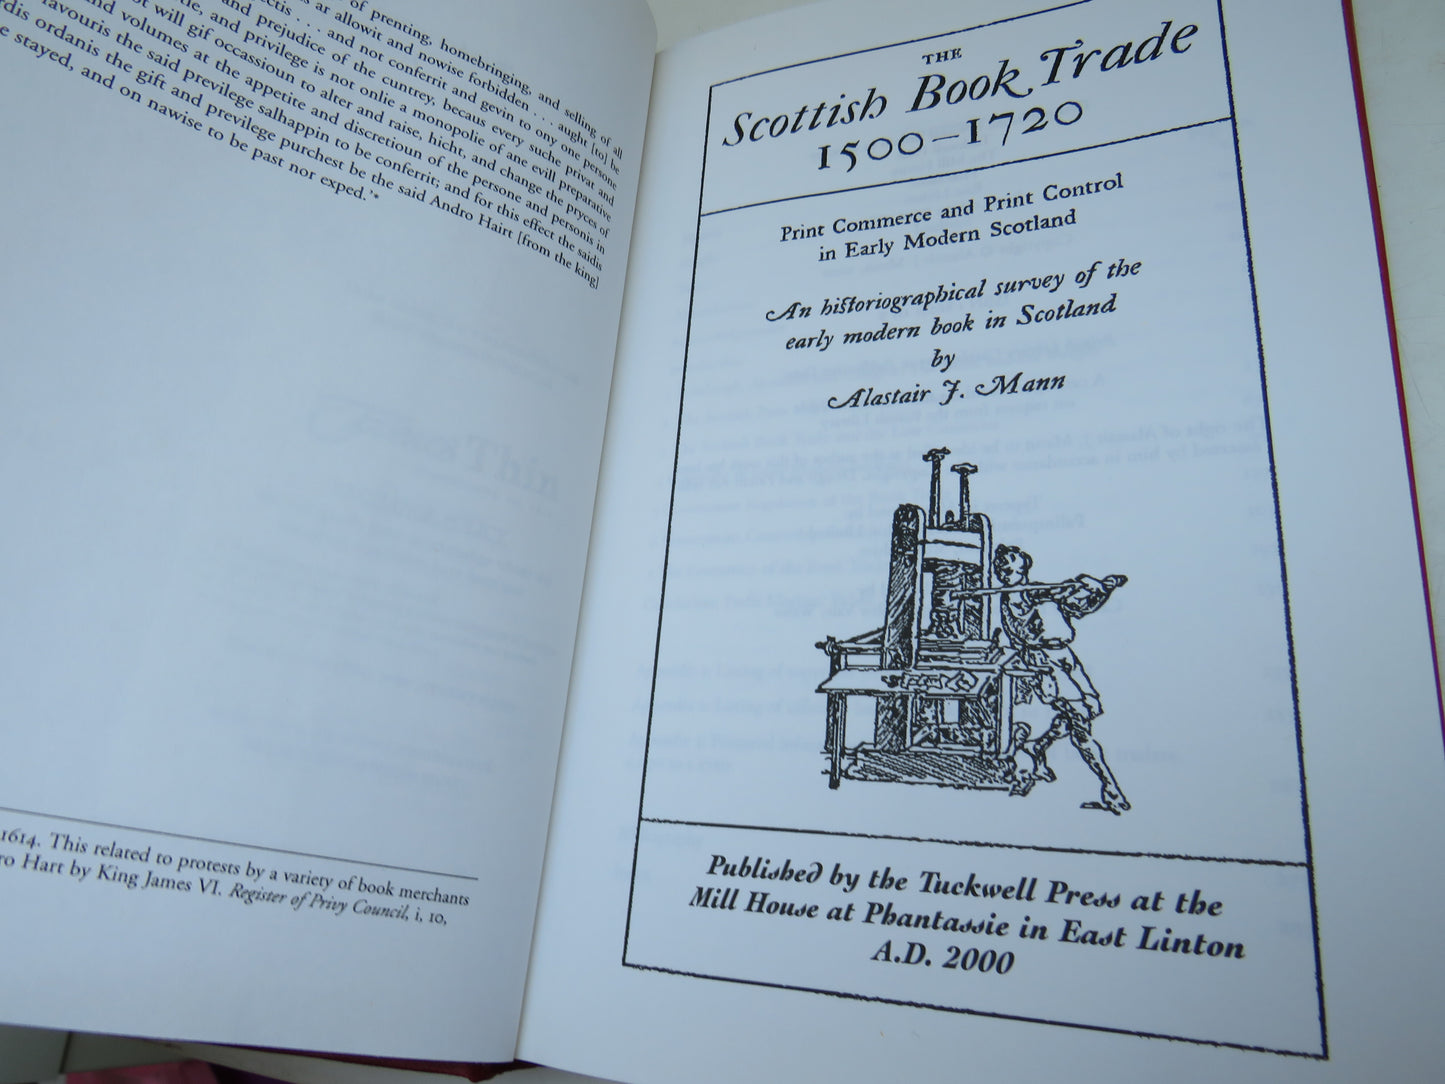 of prenting, homebringing, and selling of all
ar allowit and nowise forbidden . . . . aught [to] be
ctis . . . and not conferrit and gevin to ony one persone
and prejudice of the cuntrey, becaus every suche privat and
and privilege is not onlie a monopolie of ane evill preparative
will gif occassioun to alter and raise, hicht, and change the pryces of
and volumes at the appetite and discretioun of the persone and personis in
favouris the said previlege salhappin to be conferrit; and for this effect the saidis
rdis ordanis the gift and previlege purchest be the said Andro Hairt [from the king]
e stayed, and on nawise to be past nor exped.'*
1614. This related to protests by a variety of book merchants
ro Hart by King James VI. Register of Privy Council, i, 10,
THE
Scottish Book Trade
1500–1720
Print Commerce and Print Control
in Early Modern Scotland
An historiographical survey of the
early modern book in Scotland
by
Alastair J. Mann
Published by the Tuckwell Press at the
Mill House at Phantassie in East Linton
A.D. 2000